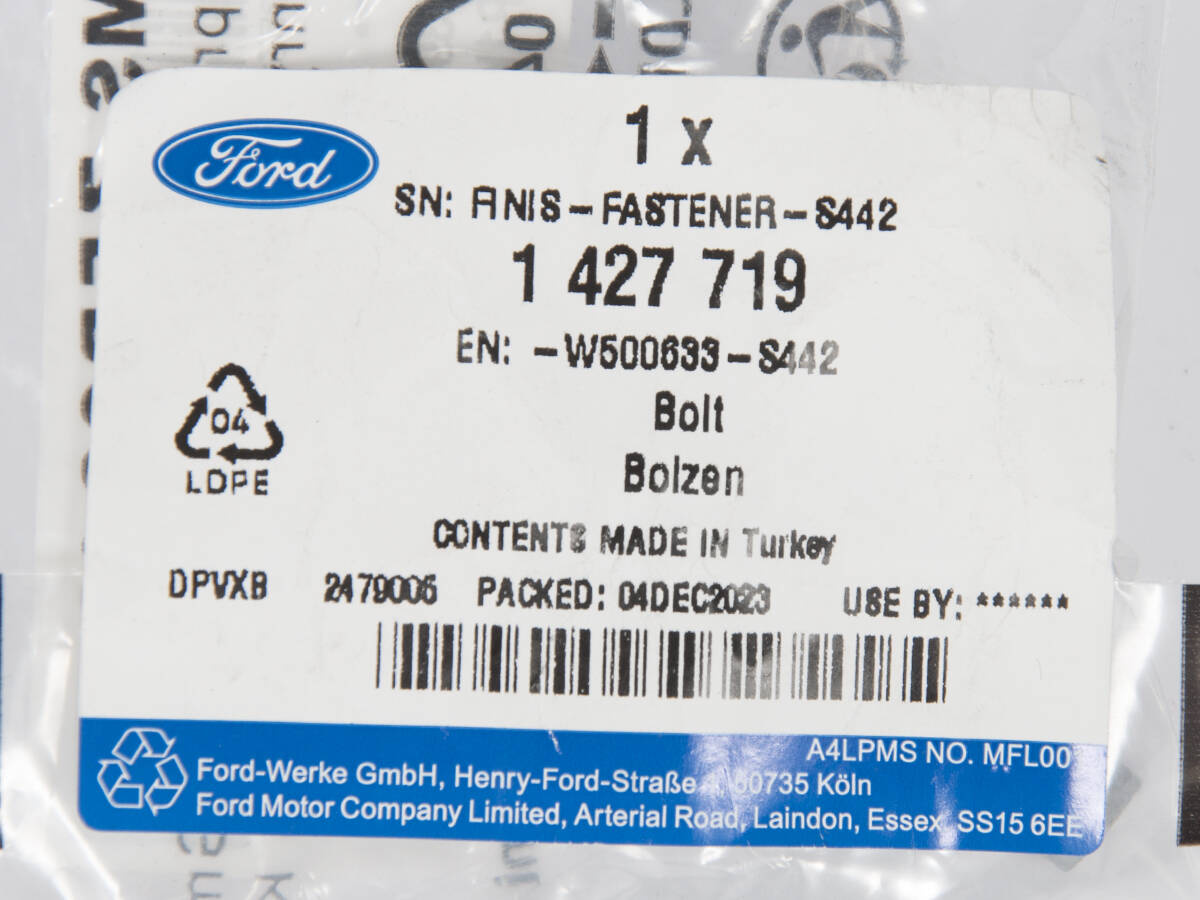 Ford
1 x
SN: FINIS-FASTENER-S442
1 427 719
EN: -W500633-S442
Bolt
Bolzen
04
LDPE
CONTENTS MADE IN Turkey
DPVXB 2479005 PACKED: 04DEC2023 USE BY: ******
A4LPMS NO. MFL00
Ford-Werke GmbH, Henry-Ford-Straße 1, 50735 Köln
Ford Motor Company Limited, Arterial Road, Laindon, Essex, SS15 6EE